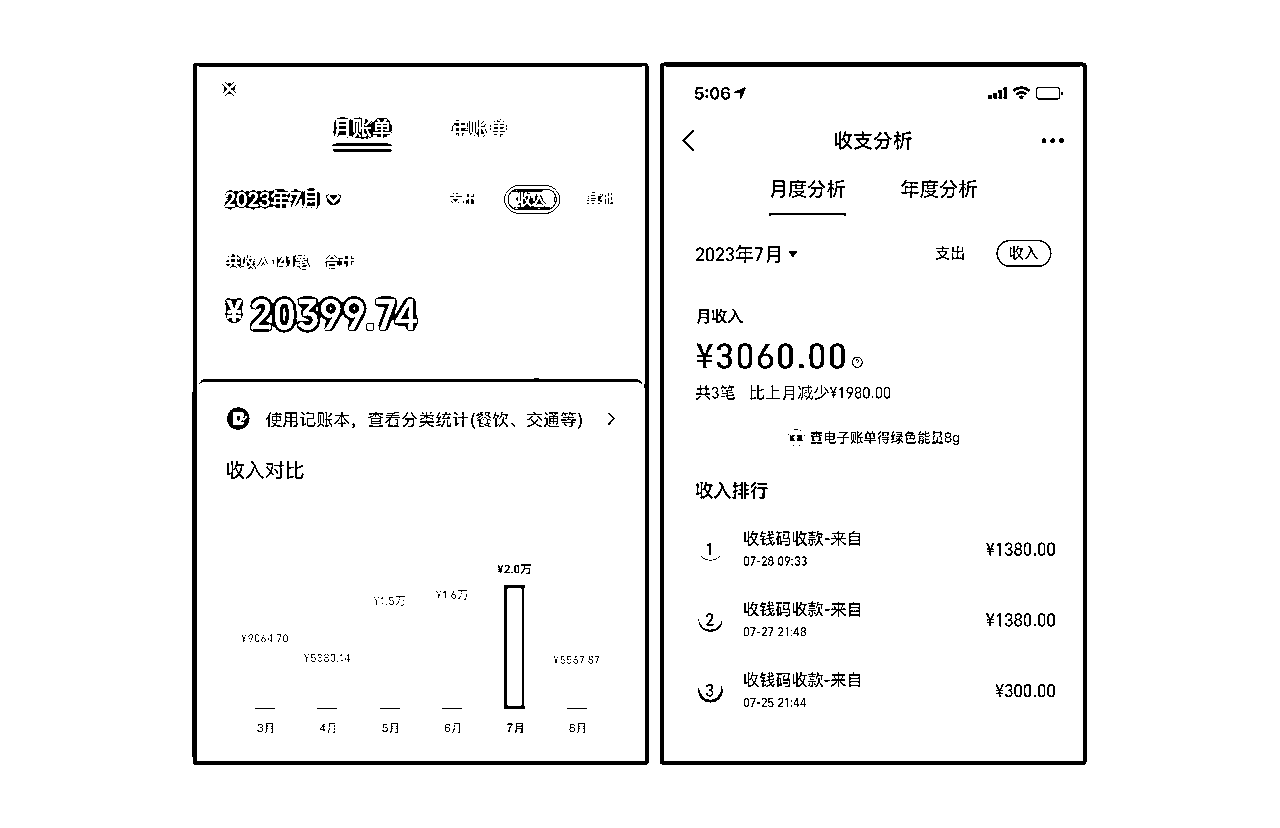 月账单 年账单
2023年7月 支出 收入
共收入141笔 合计
¥20399.74
使用记账本，查看分类统计(餐饮、交通等)
收入对比
¥2.0万
¥1.5万 ¥1.6万
¥9064.70
3月 4月 5月 6月 7月 8月
5:06
收支分析
月度分析 年度分析
2023年7月 支出 收入
月收入
¥3060.00
共3笔 比上月减少¥1980.00
查电子账单得绿色能量8g
收入排行
1 收钱码收款-来自 ¥1380.00
07-28 09:33
2 收钱码收款-来自 ¥1380.00
07-27 21:48
3 收钱码收款-来自 ¥300.00
07-25 21:44